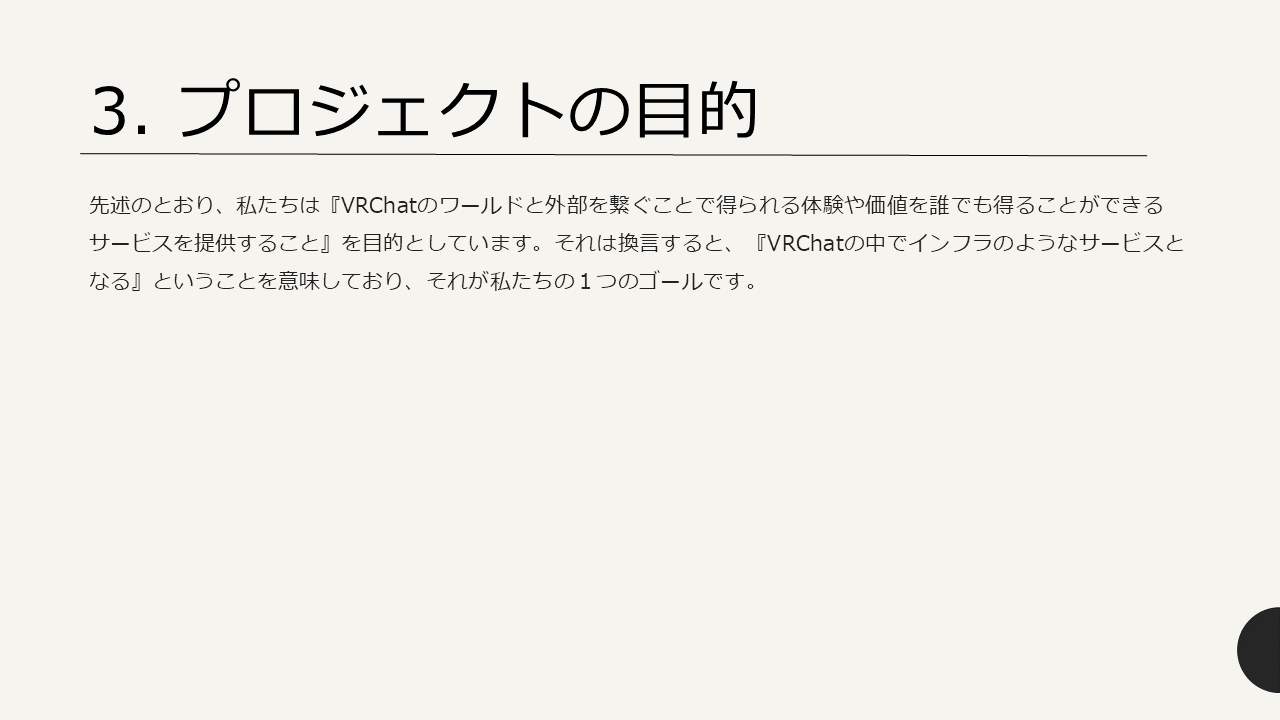 3. プロジェクトの目的
先述のとおり、私たちは『VRChatのワールドと外部を繋ぐことで得られる体験や価値を誰でも得ることができる
サービスを提供すること』を目的としています。それは換言すると、『VRChatの中でインフラのようなサービスと
なる』ということを意味しており、それが私たちの１つのゴールです。